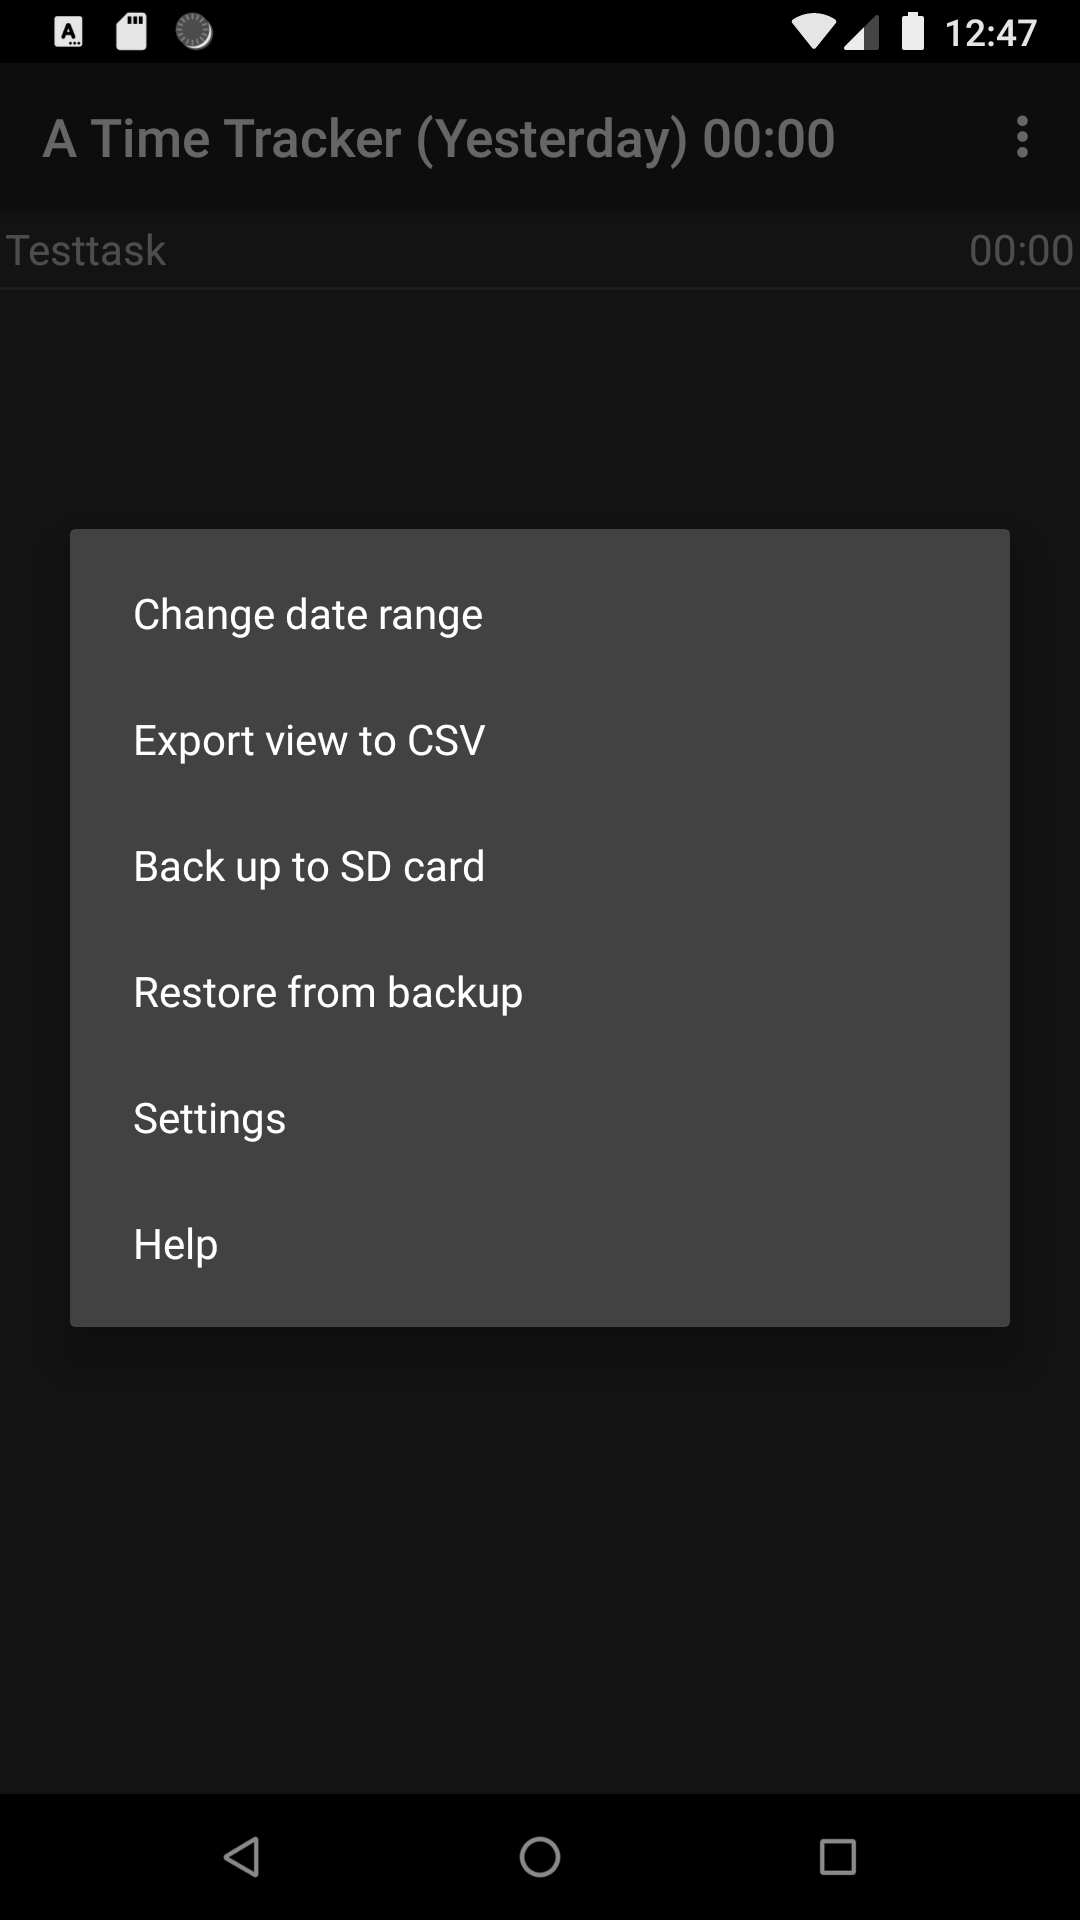 12:47
A Time Tracker (Yesterday) 00:00
Testtask 00:00
Change date range
Export view to CSV
Back up to SD card
Restore from backup
Settings
Help